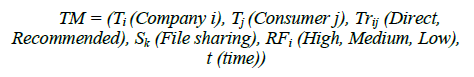 TM = (Ti (Company i), Tj (Consumer j), Trij (Direct,
Recommended), Sk (File sharing), RFi (High, Medium, Low),
t (time))